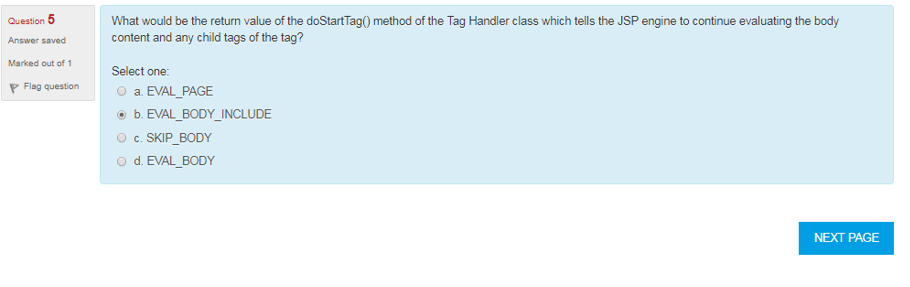 Question 5
Answer saved
Marked out of 1
Flag question
What would be the return value of the doStartTag() method of the Tag Handler class which tells the JSP engine to continue evaluating the body
content and any child tags of the tag?
Select one:
a. EVAL_PAGE
b. EVAL_BODY_INCLUDE
c. SKIP_BODY
d. EVAL_BODY
NEXT PAGE